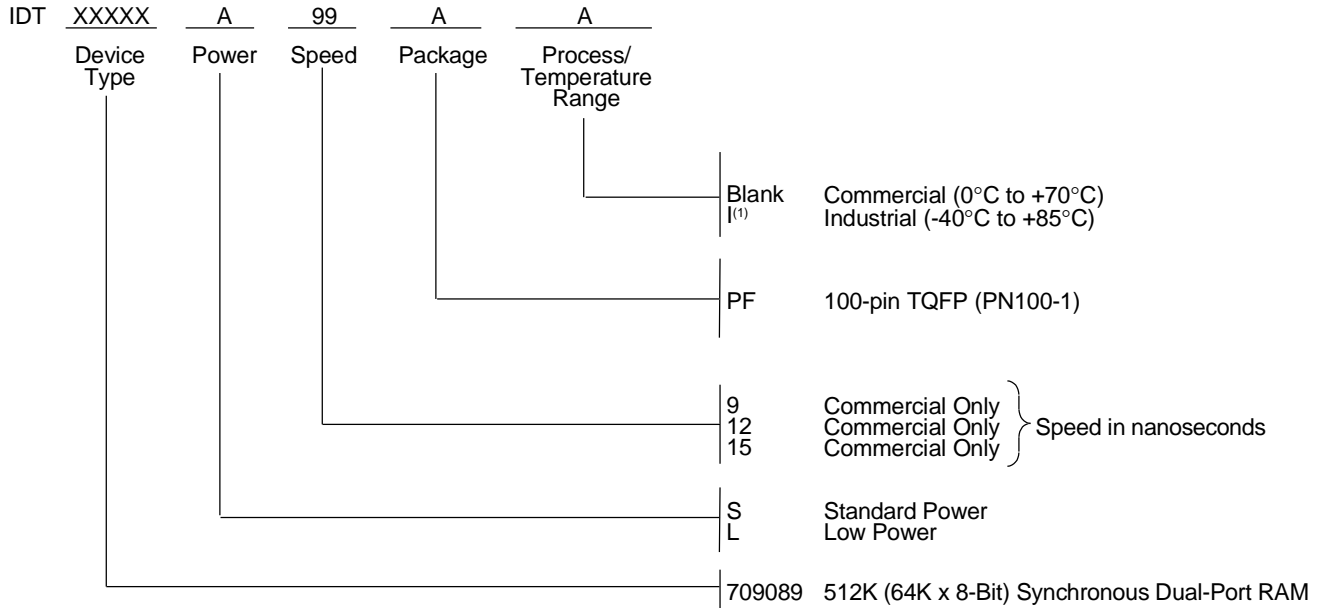 IDT XXXXX A 99 A A
Device Type Power Speed Package Process/ Temperature Range
Blank Commercial (0°C to +70°C)
I(1) Industrial (-40°C to +85°C)
PF 100-pin TQFP (PN100-1)
9 Commercial Only
12 Commercial Only Speed in nanoseconds
15 Commercial Only
S Standard Power
L Low Power
709089 512K (64K x 8-Bit) Synchronous Dual-Port RAM